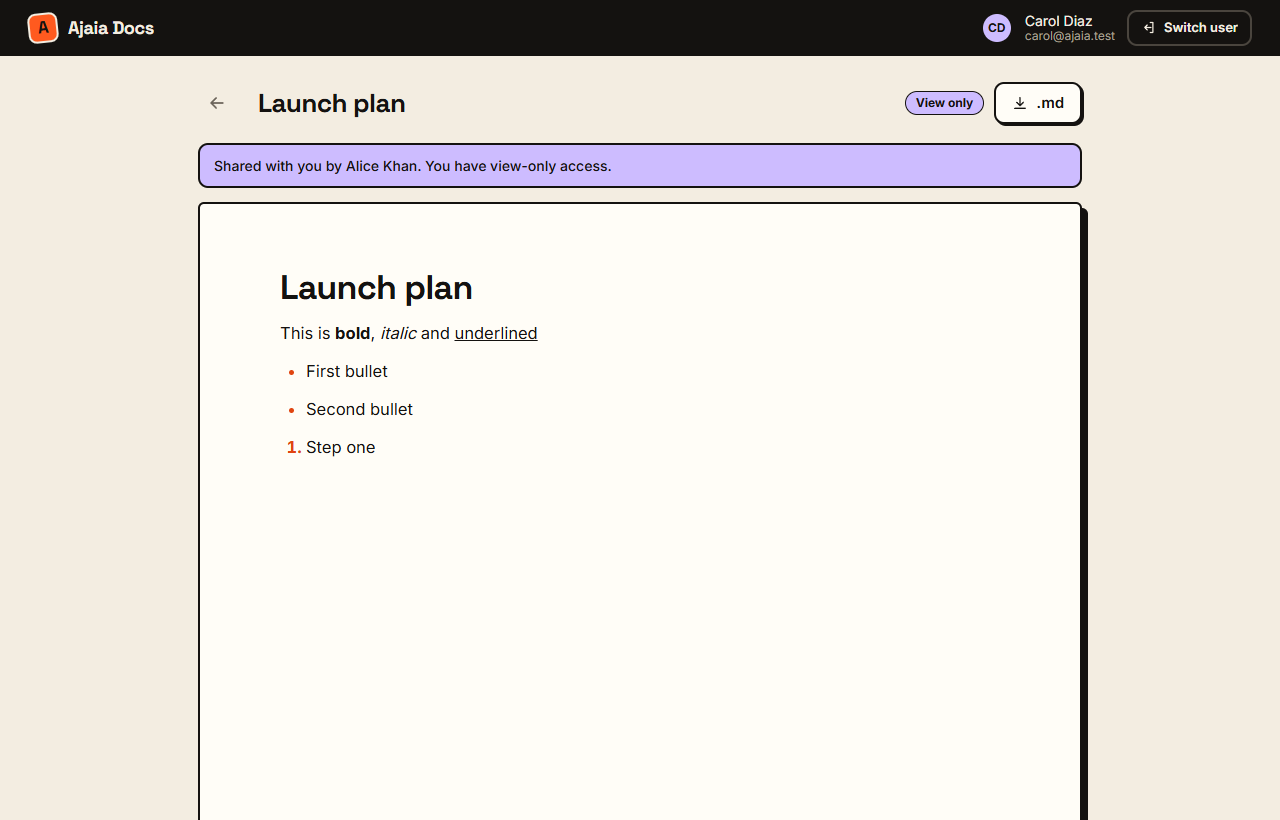 A Ajaia Docs
CD Carol Diaz
carol@ajaia.test
Switch user
Launch plan
View only
.md
Shared with you by Alice Khan. You have view-only access.
Launch plan
This is bold, italic and underlined
• First bullet
• Second bullet
1. Step one